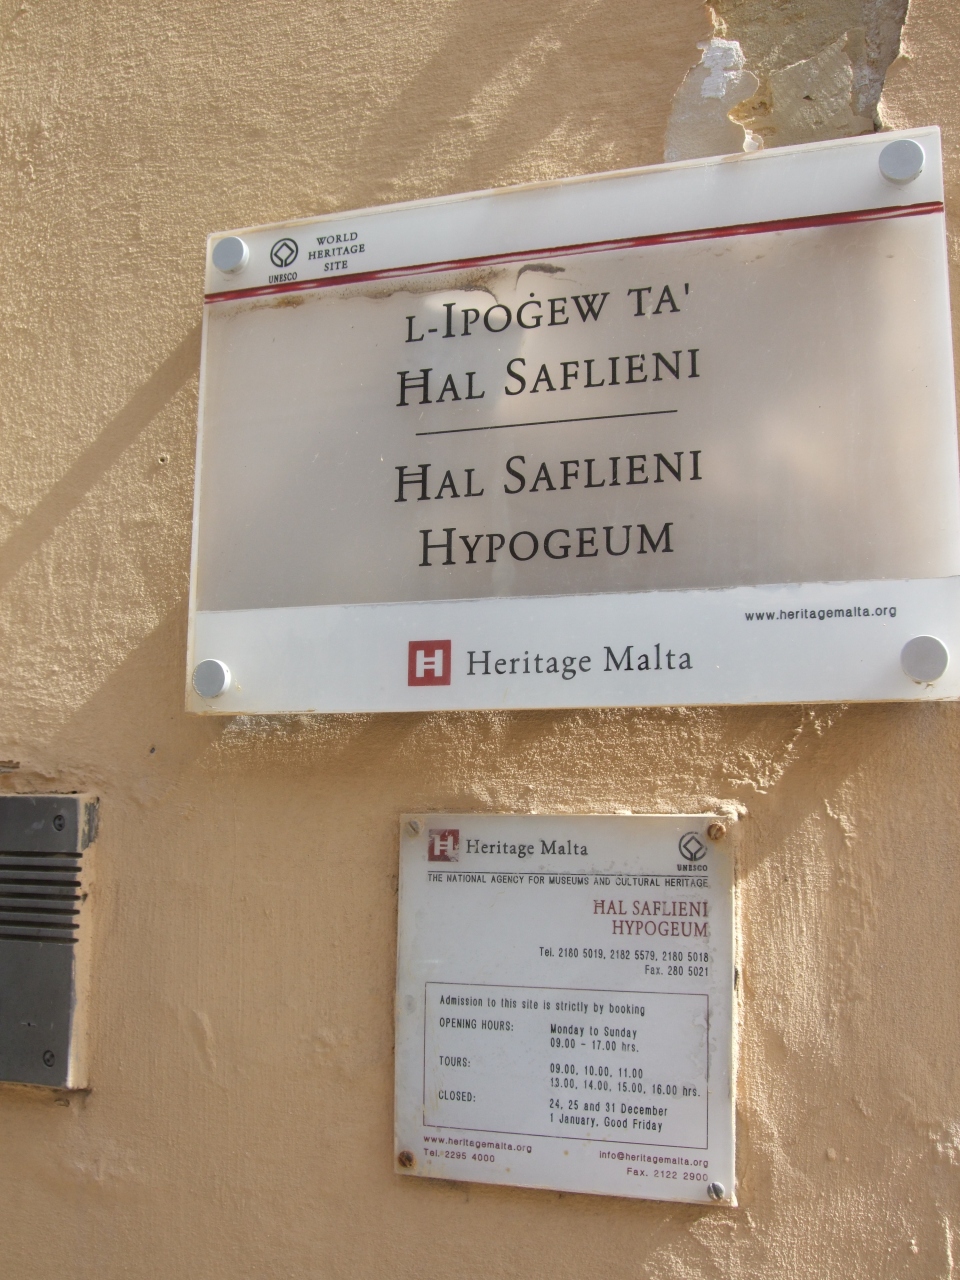 WORLD
HERITAGE
SITE
UNESCO
L-IPOĠEW TA'
ĦAL SAFLIENI
ĦAL SAFLIENI
HYPOGEUM
www.heritagemalta.org
H Heritage Malta
H Heritage Malta
UNESCO
THE NATIONAL AGENCY FOR MUSEUMS AND CULTURAL HERITAGE
ĦAL SAFLIENI
HYPOGEUM
Tel. 2180 5019, 2182 5579, 2180 5018
Fax. 280 5021
Admission to this site is strictly by booking
OPENING HOURS: Monday to Sunday
09.00 - 17.00 hrs.
TOURS: 09.00, 10.00, 11.00
13.00, 14.00, 15.00, 16.00 hrs.
CLOSED: 24, 25 and 31 December
1 January, Good Friday
www.heritagemalta.org info@heritagemalta.org
Tel. 2295 4000 Fax. 2122 2900